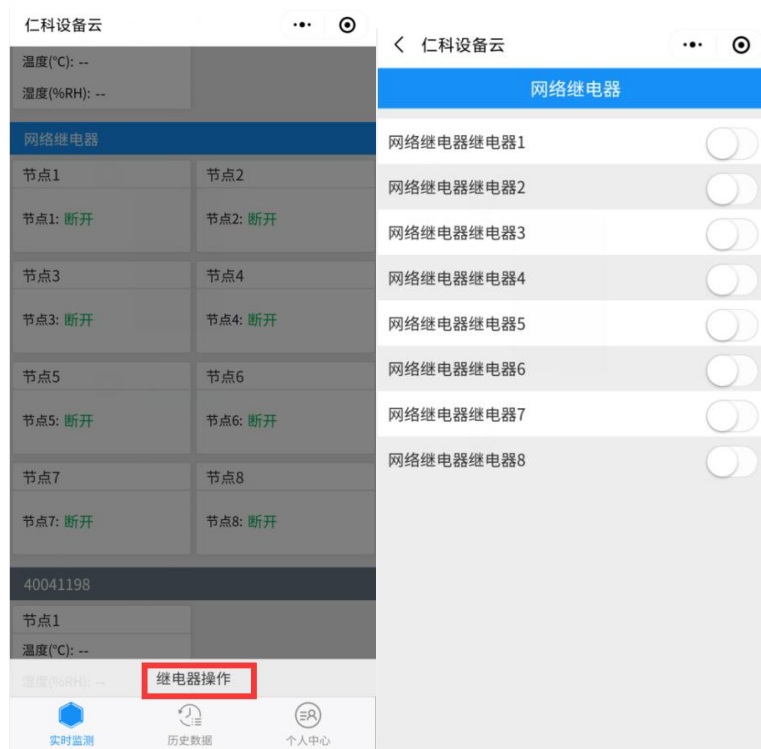 仁科设备云
温度(°C): --
湿度(%RH): --
网络继电器
节点1 节点2
节点1: 断开 节点2: 断开
节点3 节点4
节点3: 断开 节点4: 断开
节点5 节点6
节点5: 断开 节点6: 断开
节点7 节点8
节点7: 断开 节点8: 断开
40041198
节点1
温度(°C): --
湿度(%RH): --
继电器操作
实时监测 历史数据 个人中心
仁科设备云
网络继电器
网络继电器继电器1
网络继电器继电器2
网络继电器继电器3
网络继电器继电器4
网络继电器继电器5
网络继电器继电器6
网络继电器继电器7
网络继电器继电器8